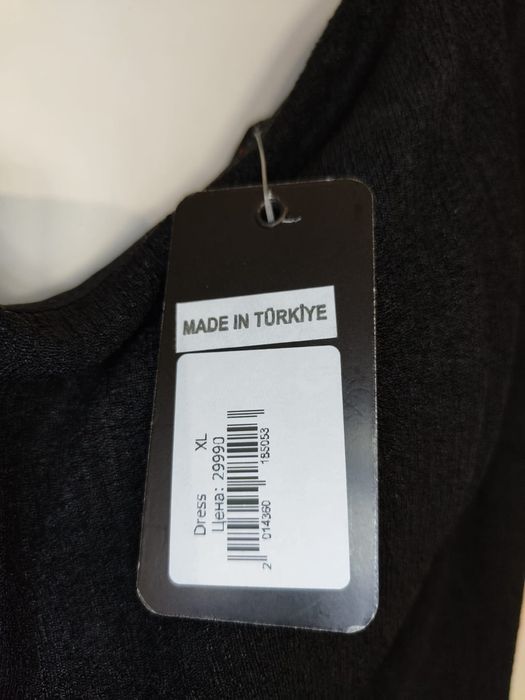 MADE IN TÜRKİYE
Dress XL
Цена: 29990
2 014360 185053